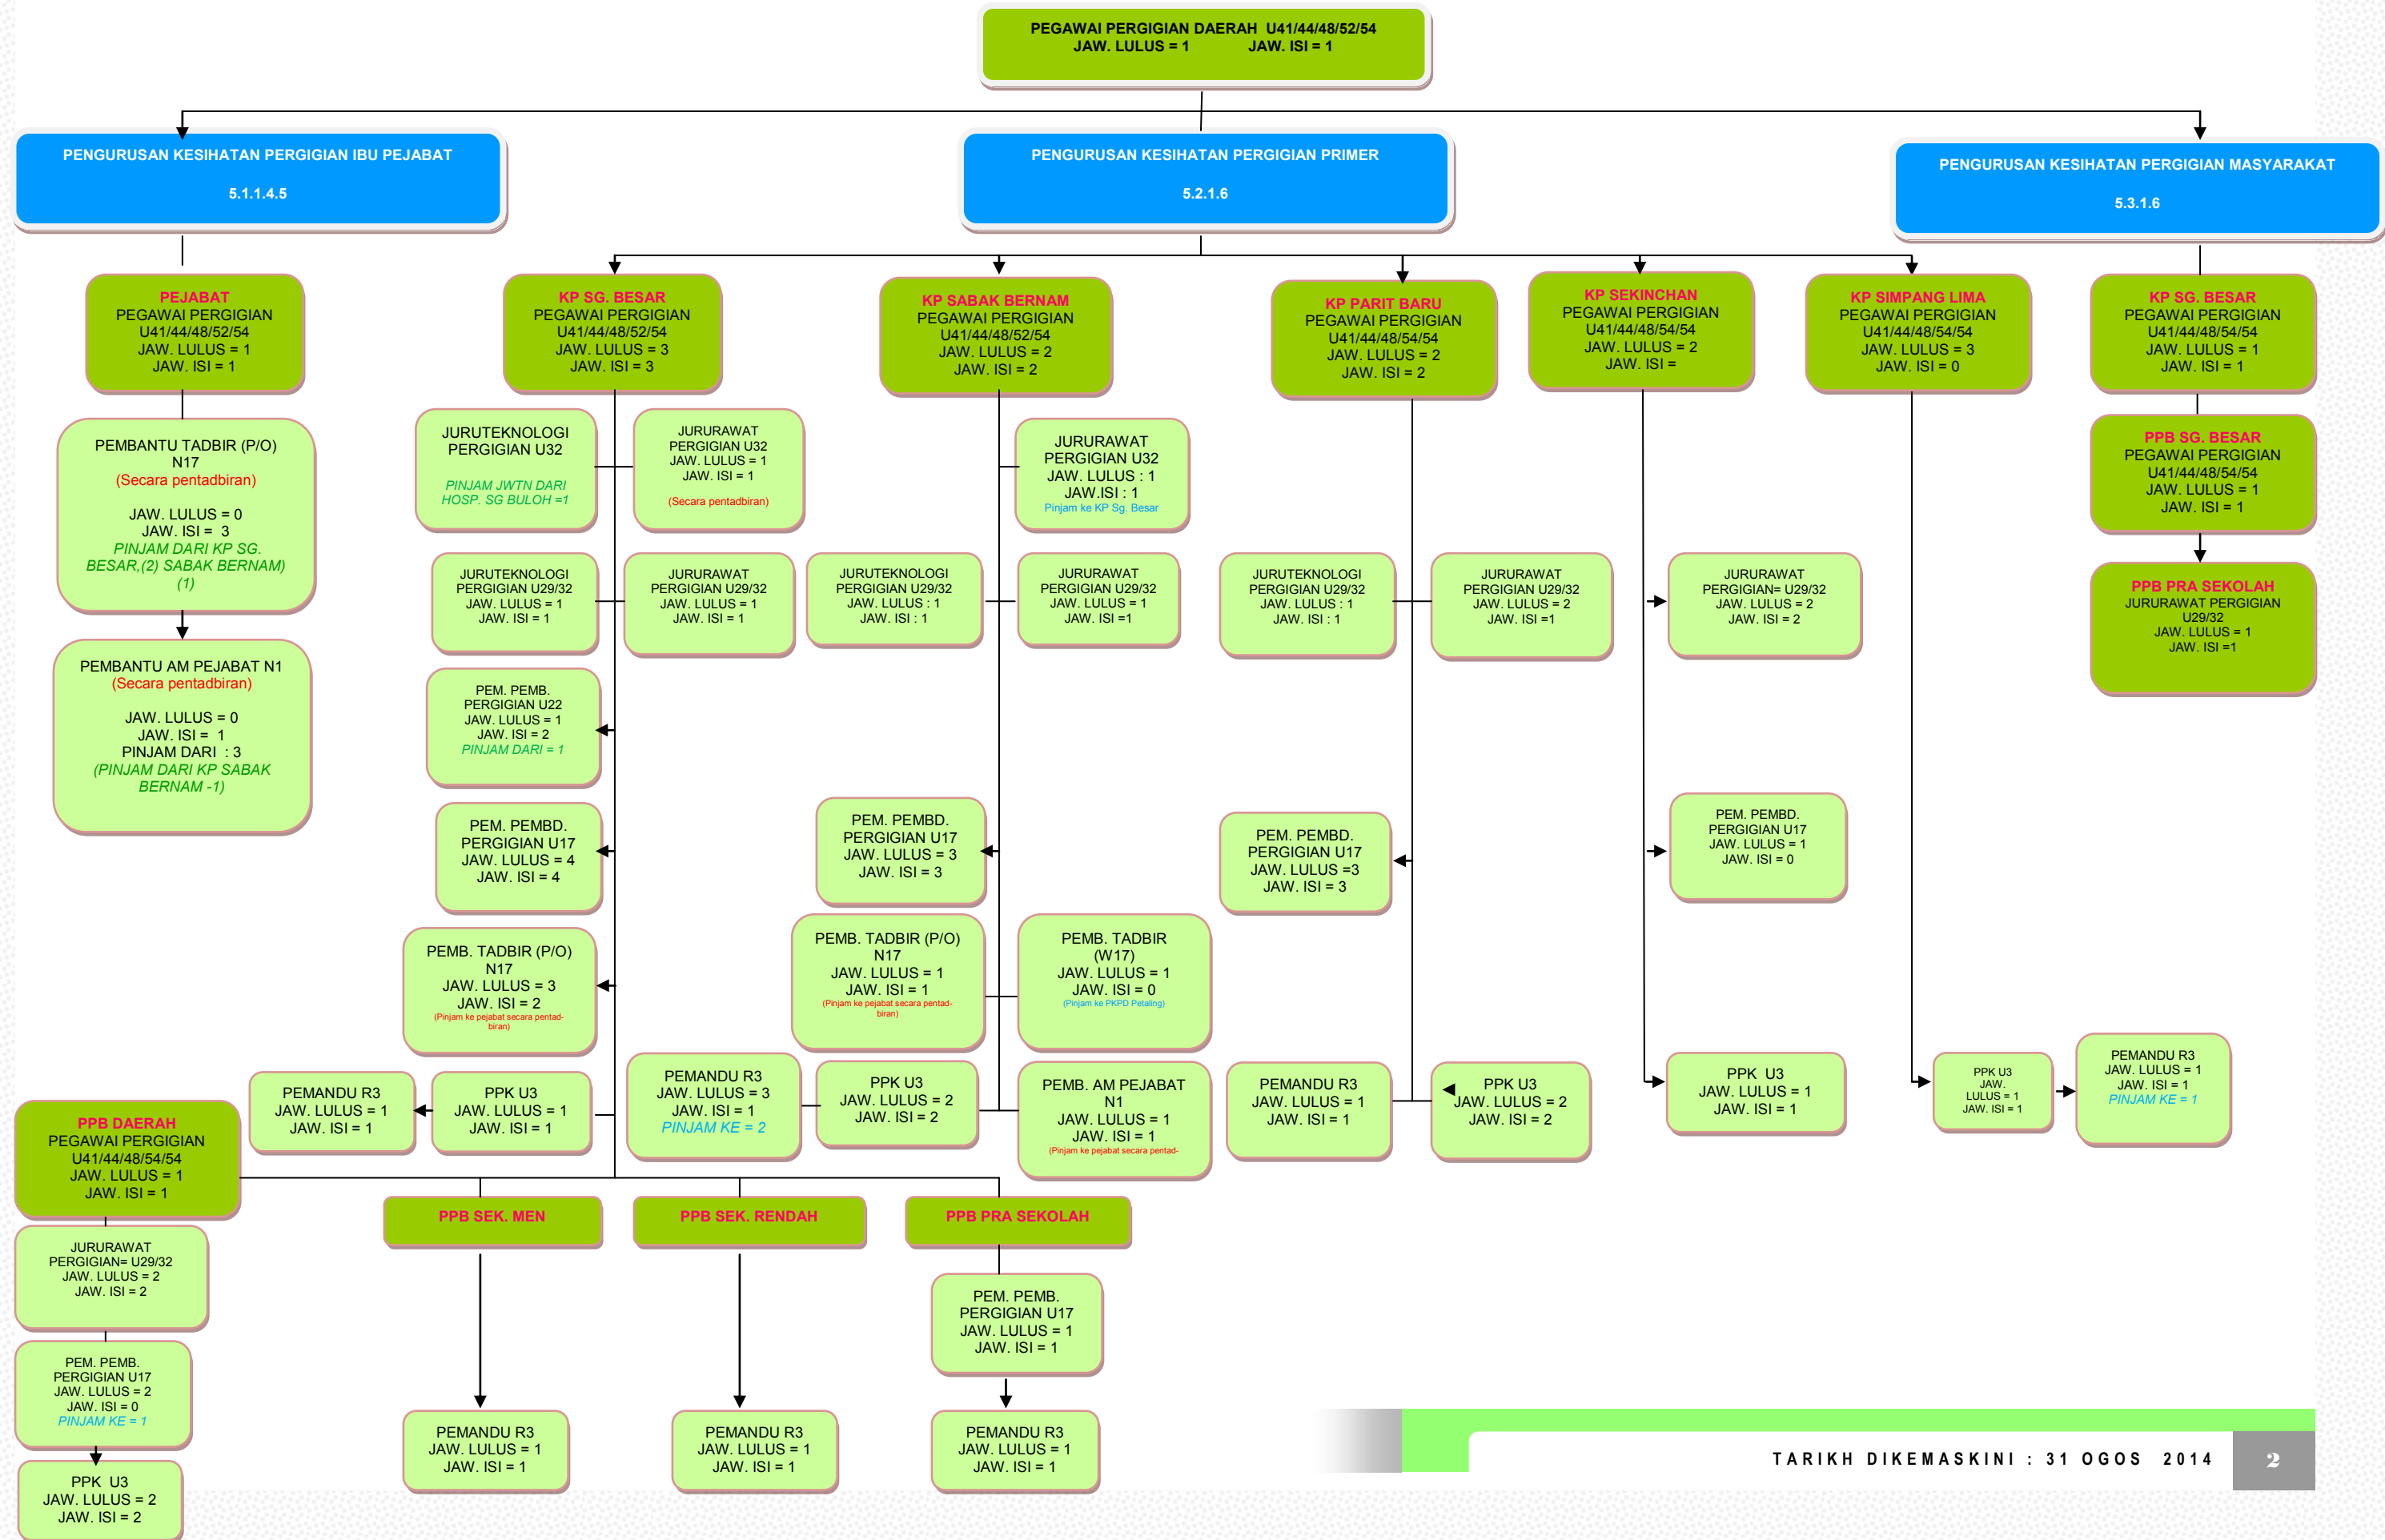 PEGAWAI PERGIGIAN DAERAH U41/44/48/52/54
JAW. LULUS = 1 JAW. ISI = 1
PENGURUSAN KESIHATAN PERGIGIAN IBU PEJABAT
5.1.1.4.5
PENGURUSAN KESIHATAN PERGIGIAN PRIMER
5.2.1.6
PENGURUSAN KESIHATAN PERGIGIAN MASYARAKAT
5.3.1.6
PEJABAT
PEGAWAI PERGIGIAN
U41/44/48/52/54
JAW. LULUS = 1
JAW. ISI = 1
PEMBANTU TADBIR (P/O)
N17
(Secara pentadbiran)
JAW. LULUS = 0
JAW. ISI = 3
PINJAM DARI KP SG.
BESAR,(2) SABAK BERNAM)
(1)
PEMBANTU AM PEJABAT N1
(Secara pentadbiran)
JAW. LULUS = 0
JAW. ISI = 1
PINJAM DARI : 3
(PINJAM DARI KP SABAK
BERNAM -1)
KP SG. BESAR
PEGAWAI PERGIGIAN
U41/44/48/52/54
JAW. LULUS = 3
JAW. ISI = 3
JURUTEKNOLOGI
PERGIGIAN U32
PINJAM JWTN DARI
HOSP. SG BULOH =1
JURURAWAT
PERGIGIAN U32
JAW. LULUS = 1
JAW. ISI = 1
(Secara pentadbiran)
JURUTEKNOLOGI
PERGIGIAN U29/32
JAW. LULUS = 1
JAW. ISI = 1
JURURAWAT
PERGIGIAN U29/32
JAW. LULUS = 1
JAW. ISI = 1
PEM. PEMB.
PERGIGIAN U22
JAW. LULUS = 1
JAW. ISI = 2
PINJAM DARI = 1
PEM. PEMBD.
PERGIGIAN U17
JAW. LULUS = 4
JAW. ISI = 4
PEMB. TADBIR (P/O)
N17
JAW. LULUS = 3
JAW. ISI = 2
(Pinjam ke pejabat secara pentad-
biran)
PEMANDU R3
JAW. LULUS = 1
JAW. ISI = 1
PPK U3
JAW. LULUS = 1
JAW. ISI = 1
KP SABAK BERNAM
PEGAWAI PERGIGIAN
U41/44/48/52/54
JAW. LULUS = 2
JAW. ISI = 2
JURURAWAT
PERGIGIAN U32
JAW. LULUS : 1
JAW.ISI : 1
Pinjam ke KP Sg. Besar
JURUTEKNOLOGI
PERGIGIAN U29/32
JAW. LULUS : 1
JAW. ISI : 1
JURURAWAT
PERGIGIAN U29/32
JAW. LULUS = 1
JAW. ISI =1
PEM. PEMBD.
PERGIGIAN U17
JAW. LULUS = 3
JAW. ISI = 3
PEMB. TADBIR (P/O)
N17
JAW. LULUS = 1
JAW. ISI = 1
(Pinjam ke pejabat secara pentad-
biran)
PEMB. TADBIR
(W17)
JAW. LULUS = 1
JAW. ISI = 0
(Pinjam ke PKPD Petaling)
PEMANDU R3
JAW. LULUS = 3
JAW. ISI = 1
PINJAM KE = 2
PPK U3
JAW. LULUS = 2
JAW. ISI = 2
PEMB. AM PEJABAT
N1
JAW. LULUS = 1
JAW. ISI = 1
(Pinjam ke pejabat secara pentad-
KP PARIT BARU
PEGAWAI PERGIGIAN
U41/44/48/54/54
JAW. LULUS = 2
JAW. ISI = 2
JURUTEKNOLOGI
PERGIGIAN U29/32
JAW. LULUS : 1
JAW. ISI : 1
JURURAWAT
PERGIGIAN U29/32
JAW. LULUS = 2
JAW. ISI =1
PEM. PEMBD.
PERGIGIAN U17
JAW. LULUS =3
JAW. ISI = 3
PEMANDU R3
JAW. LULUS = 1
JAW. ISI = 1
PPK U3
JAW. LULUS = 2
JAW. ISI = 2
KP SEKINCHAN
PEGAWAI PERGIGIAN
U41/44/48/54/54
JAW. LULUS = 2
JAW. ISI =
JURURAWAT
PERGIGIAN= U29/32
JAW. LULUS = 2
JAW. ISI = 2
PEM. PEMBD.
PERGIGIAN U17
JAW. LULUS = 1
JAW. ISI = 0
PPK U3
JAW. LULUS = 1
JAW. ISI = 1
KP SIMPANG LIMA
PEGAWAI PERGIGIAN
U41/44/48/54/54
JAW. LULUS = 3
JAW. ISI = 0
PPK U3
JAW.
LULUS = 1
JAW. ISI = 1
PEMANDU R3
JAW. LULUS = 1
JAW. ISI = 1
PINJAM KE = 1
KP SG. BESAR
PEGAWAI PERGIGIAN
U41/44/48/54/54
JAW. LULUS = 1
JAW. ISI = 1
PPB SG. BESAR
PEGAWAI PERGIGIAN
U41/44/48/54/54
JAW. LULUS = 1
JAW. ISI = 1
PPB PRA SEKOLAH
JURURAWAT PERGIGIAN
U29/32
JAW. LULUS = 1
JAW. ISI =1
PPB DAERAH
PEGAWAI PERGIGIAN
U41/44/48/54/54
JAW. LULUS = 1
JAW. ISI = 1
JURURAWAT
PERGIGIAN= U29/32
JAW. LULUS = 2
JAW. ISI = 2
PEM. PEMB.
PERGIGIAN U17
JAW. LULUS = 2
JAW. ISI = 0
PINJAM KE = 1
PPK U3
JAW. LULUS = 2
JAW. ISI = 2
PPB SEK. MEN
PEMANDU R3
JAW. LULUS = 1
JAW. ISI = 1
PPB SEK. RENDAH
PEMANDU R3
JAW. LULUS = 1
JAW. ISI = 1
PPB PRA SEKOLAH
PEM. PEMB.
PERGIGIAN U17
JAW. LULUS = 1
JAW. ISI = 1
PEMANDU R3
JAW. LULUS = 1
JAW. ISI = 1
TARIKH DIKEMASKINI : 31 OGOS 2014
2